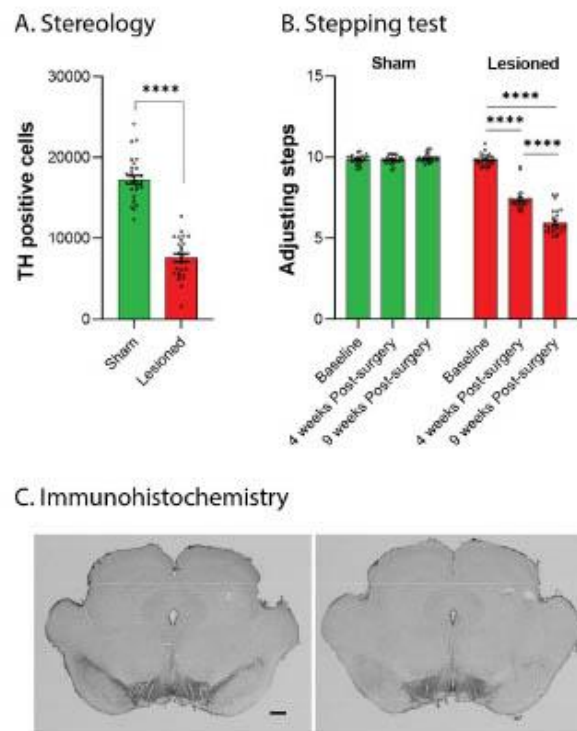 A. Stereology
TH positive cells
30000
20000
10000
0
****
Sham
Lesioned
B. Stepping test
Adjusting steps
15
10
5
0
Sham
Lesioned
****
****
****
Baseline
4 weeks Post-surgery
9 weeks Post-surgery
Baseline
4 weeks Post-surgery
9 weeks Post-surgery
C. Immunohistochemistry